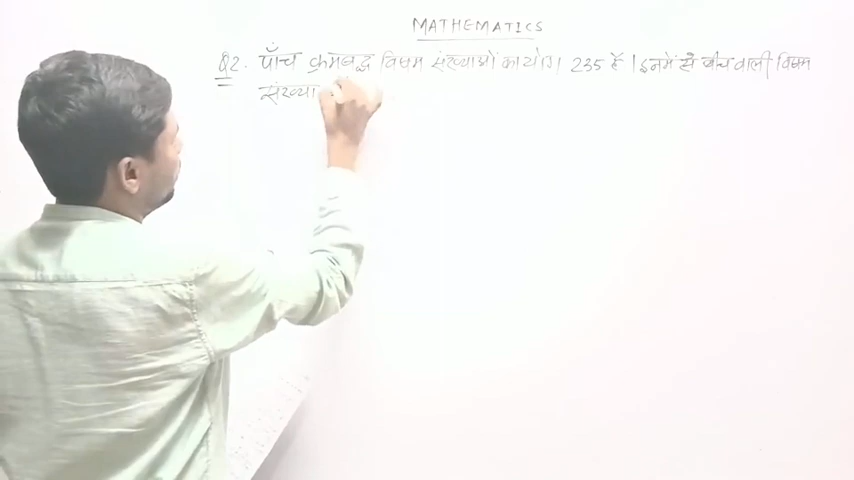 MATHEMATICS
Q2. पाँच क्रमबद्ध विषम संख्याओं का योग 235 है । इनमें से बीच वाली विषम
संख्या